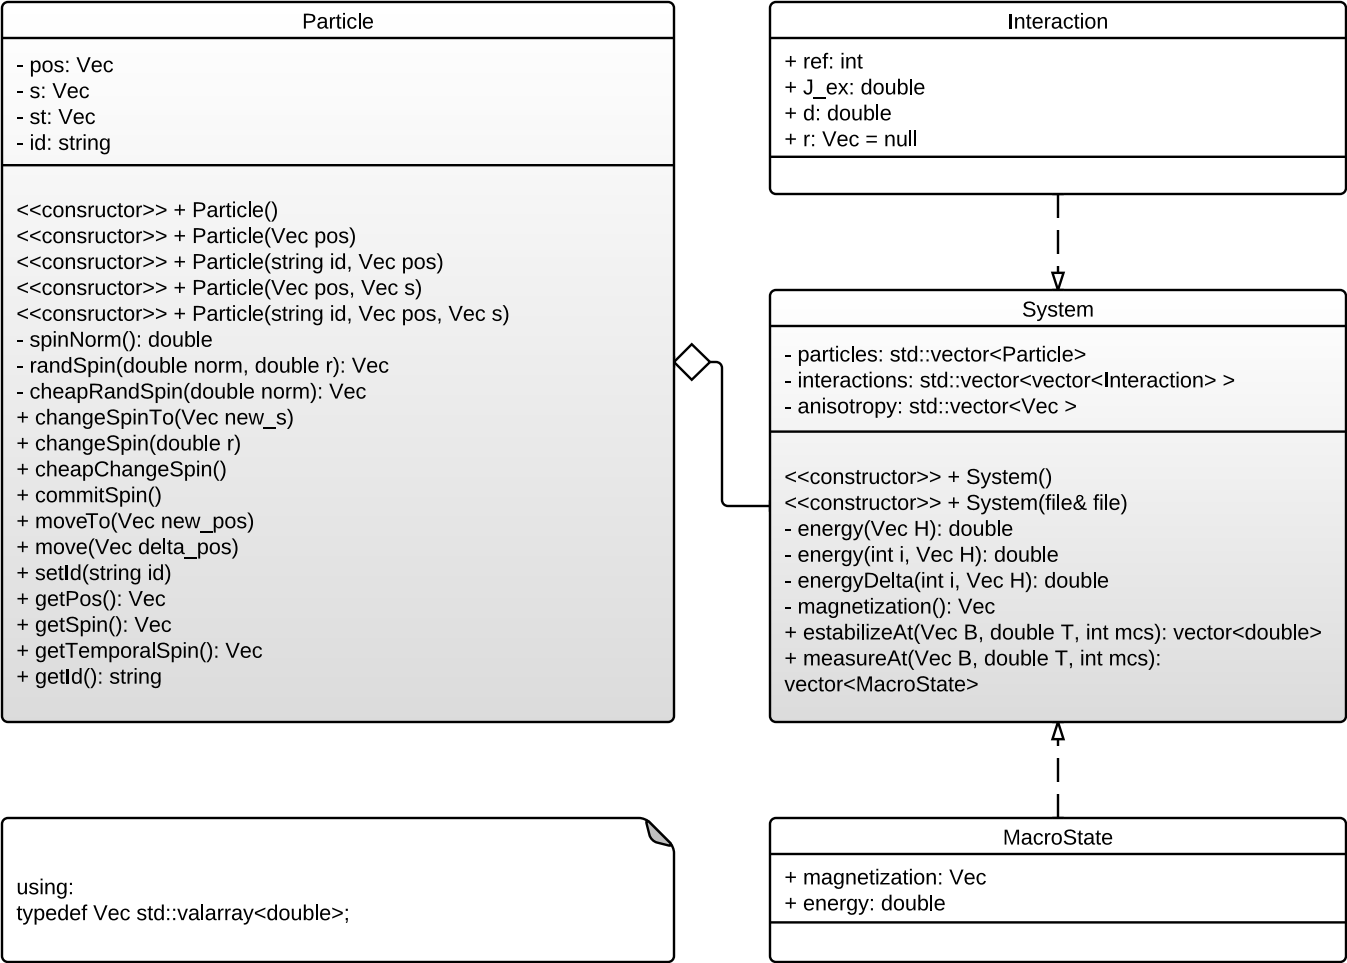 Particle
- pos: Vec
- s: Vec
- st: Vec
- id: string
<<consructor>> + Particle()
<<consructor>> + Particle(Vec pos)
<<consructor>> + Particle(string id, Vec pos)
<<consructor>> + Particle(Vec pos, Vec s)
<<consructor>> + Particle(string id, Vec pos, Vec s)
- spinNorm(): double
- randSpin(double norm, double r): Vec
- cheapRandSpin(double norm): Vec
+ changeSpinTo(Vec new_s)
+ changeSpin(double r)
+ cheapChangeSpin()
+ commitSpin()
+ moveTo(Vec new_pos)
+ move(Vec delta_pos)
+ setId(string id)
+ getPos(): Vec
+ getSpin(): Vec
+ getTemporalSpin(): Vec
+ getId(): string
Interaction
+ ref: int
+ J_ex: double
+ d: double
+ r: Vec = null
System
- particles: std::vector<Particle>
- interactions: std::vector<vector<Interaction> >
- anisotropy: std::vector<Vec >
<<constructor>> + System()
<<constructor>> + System(file& file)
- energy(Vec H): double
- energy(int i, Vec H): double
- energyDelta(int i, Vec H): double
- magnetization(): Vec
+ estabilizeAt(Vec B, double T, int mcs): vector<double>
+ measureAt(Vec B, double T, int mcs):
vector<MacroState>
using:
typedef Vec std::valarray<double>;
MacroState
+ magnetization: Vec
+ energy: double